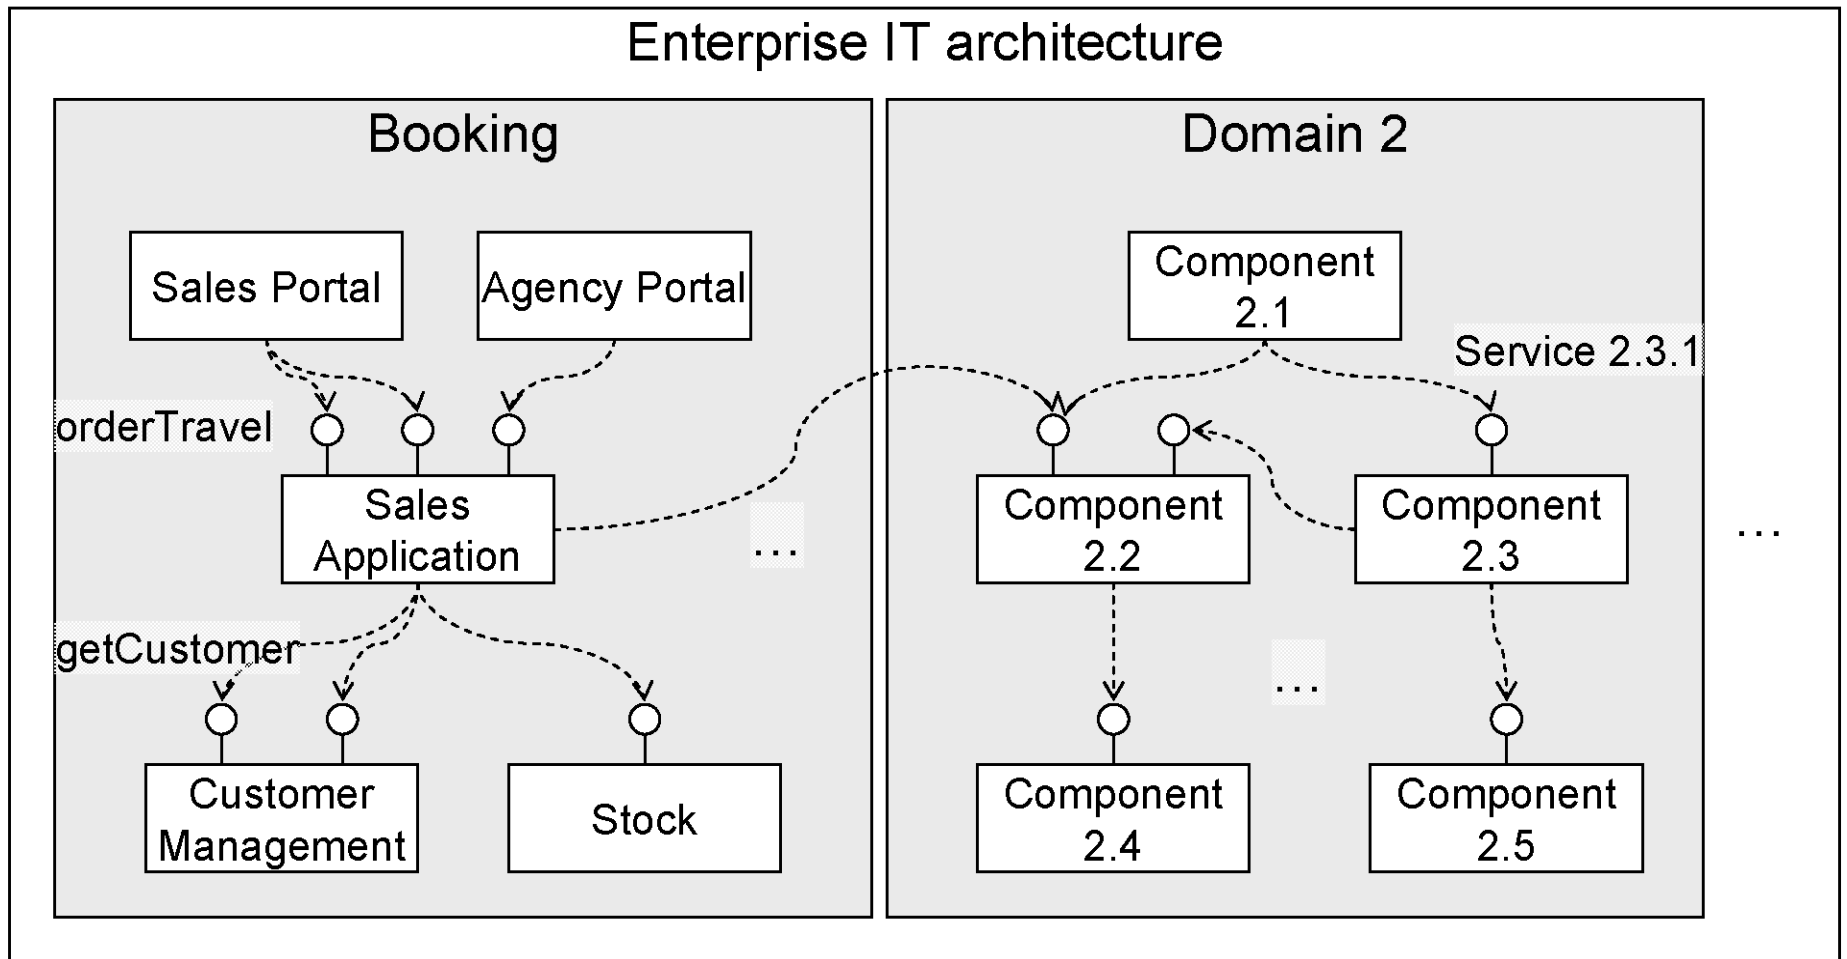 Enterprise IT architecture
Booking
Domain 2
Sales Portal
Agency Portal
Component
2.1
Service 2.3.1
orderTravel
Sales
Application
...
Component
2.2
Component
2.3
...
getCustomer
...
Customer
Management
Stock
Component
2.4
Component
2.5